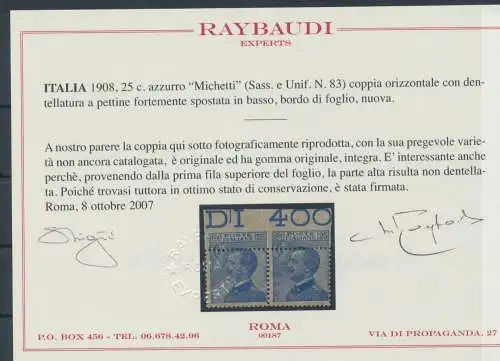 RAYBAUDI
EXPERTS
ITALIA 1908, 25 c. azzurro “Michetti” (Sass. e Unif. N. 83) coppia orizzontale con den-
tellatura a pettine fortemente spostata in basso, bordo di foglio, nuova.
A nostro parere la coppia qui sotto fotograficamente riprodotta, con la sua pregevole varie-
tà non ancora catalogata, è originale ed ha gomma originale, integra. E’ interessante anche
perchè, provenendo dalla prima fila superiore del foglio, la parte alta risulta non dentella-
ta. Poiché trovasi tuttora in ottimo stato di conservazione, è stata firmata.
Roma, 8 ottobre 2007
DI 400
ROMA
00187
P.O. BOX 456 - TEL. 06.678.42.96
VIA DI PROPAGANDA, 27